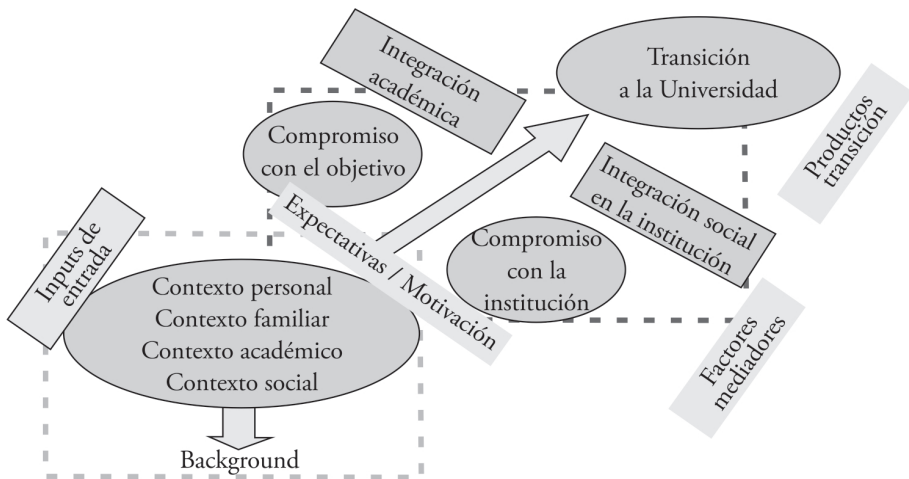 Integración
académica
Transición
a la Universidad
Productos
transición
Compromiso
con el objetivo
Integración social
en la institución
Expectativas / Motivación
Compromiso
con la
institución
Inputs de
entrada
Contexto personal
Contexto familiar
Contexto académico
Contexto social
Factores
mediadores
Background